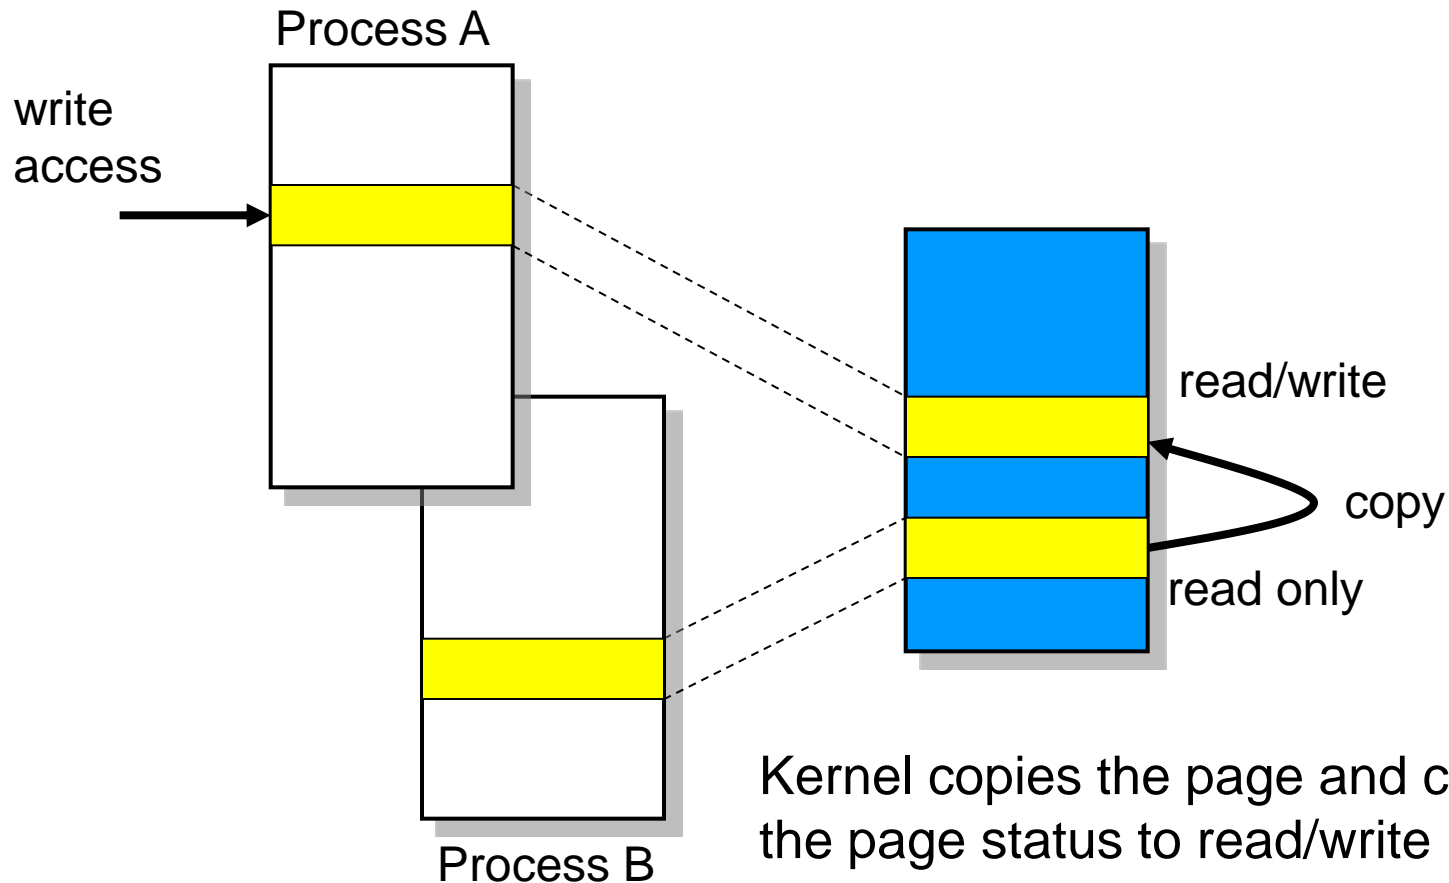 Process A
write
access
read/write
copy
read only
Kernel copies the page and c
the page status to read/write
Process B